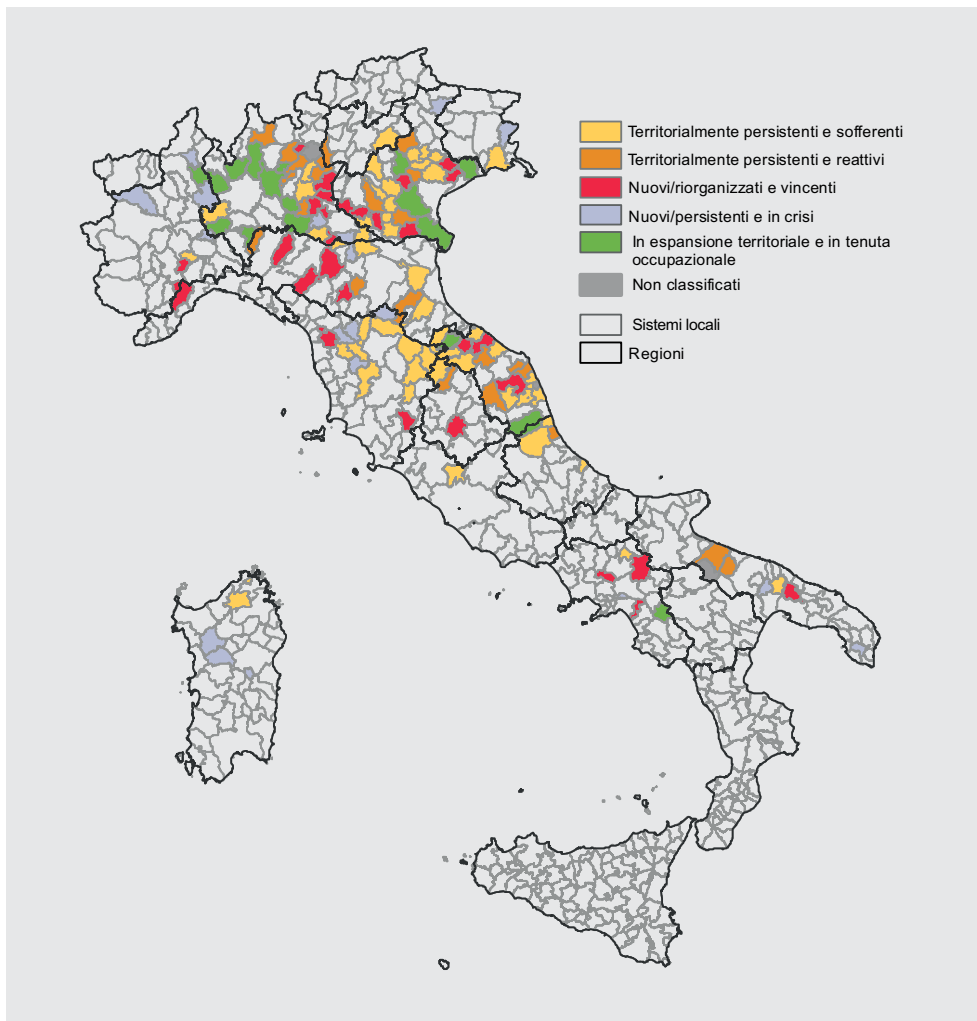 Territorialmente persistenti e sofferenti
Territorialmente persistenti e reattivi
Nuovi/riorganizzati e vincenti
Nuovi/persistenti e in crisi
In espansione territoriale e in tenuta
occupazionale
Non classificati
Sistemi locali
Regioni